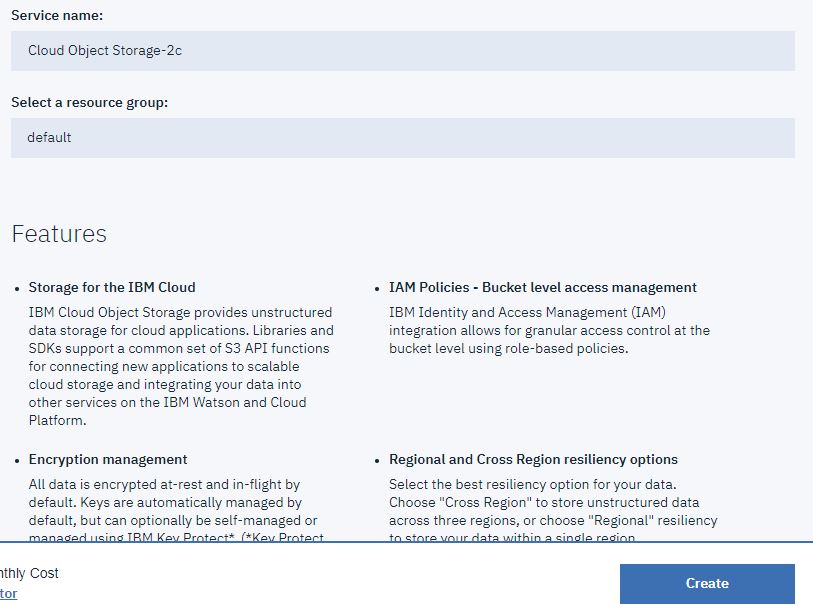 Service name:
Cloud Object Storage-2c
Select a resource group:
default
Features
Storage for the IBM Cloud
IBM Cloud Object Storage provides unstructured
data storage for cloud applications. Libraries and
SDKs support a common set of S3 API functions
for connecting new applications to scalable
cloud storage and integrating your data into
other services on the IBM Watson and Cloud
Platform.
IAM Policies - Bucket level access management
IBM Identity and Access Management (IAM)
integration allows for granular access control at the
bucket level using role-based policies.
Encryption management
All data is encrypted at-rest and in-flight by
default. Keys are automatically managed by
default, but can optionally be self-managed or
managed using IBM Key Protect* (*Key Protect
Regional and Cross Region resiliency options
Select the best resiliency option for your data.
Choose "Cross Region" to store unstructured data
across three regions, or choose "Regional" resiliency
to store your data within a single region
nthly Cost
tor
Create